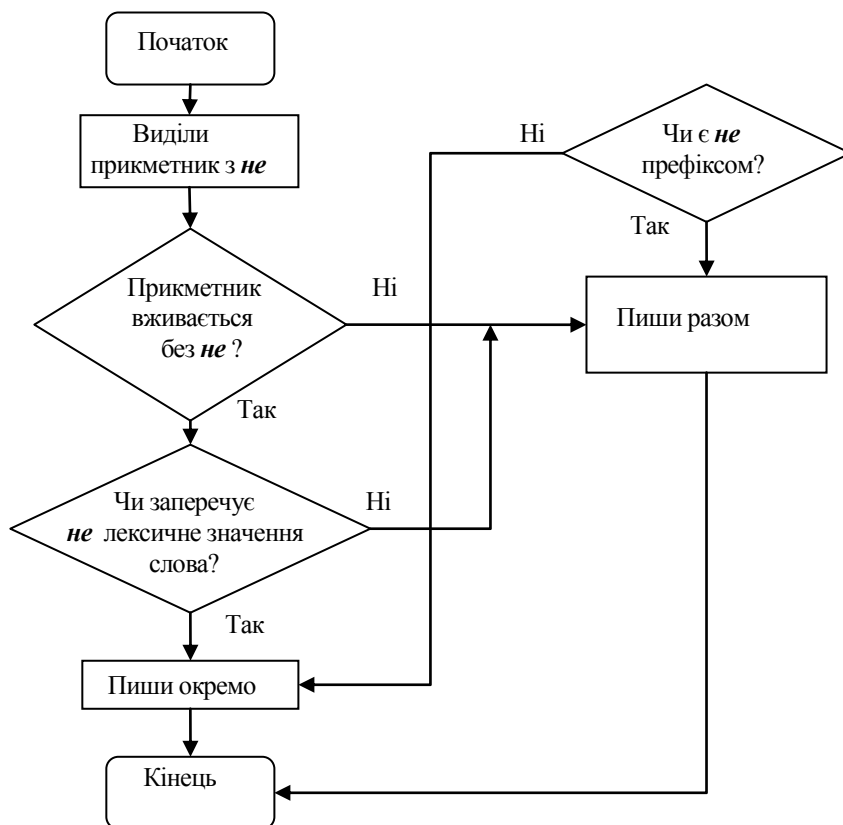 Початок
Виділи
прикметник з не
Прикметник
вживається
без не ?
Ні
Так
Чи заперечує
не лексичне значення
слова?
Ні
Так
Пиши окремо
Кінець
Ні
Чи є не
префіксом?
Так
Пиши разом